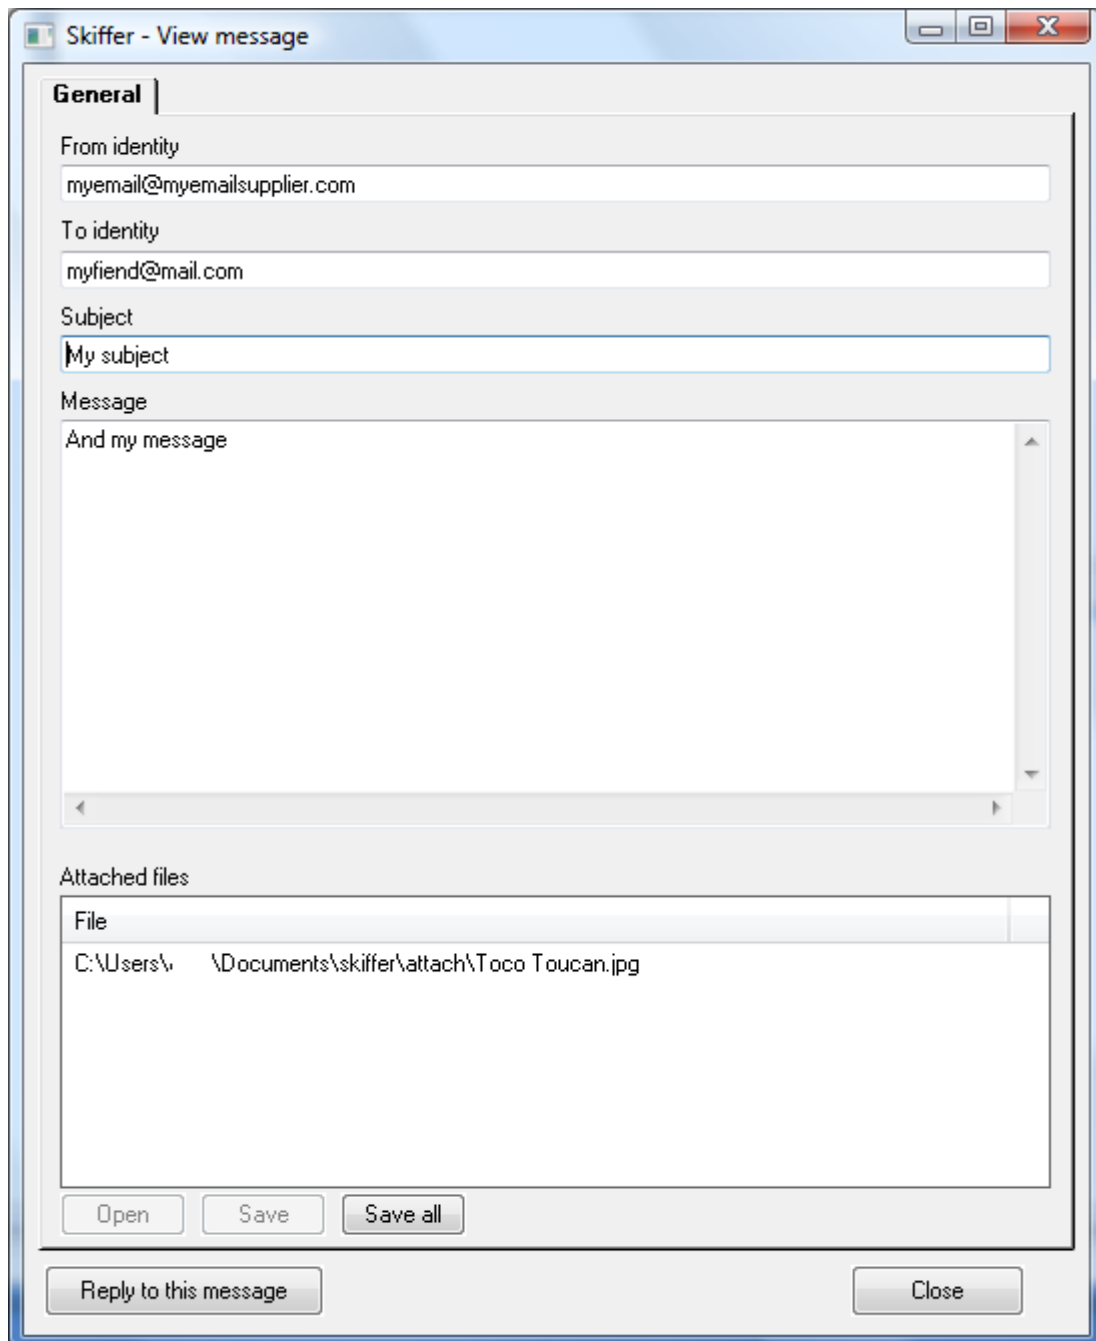 Skiffer - View message
General
From identity
myemail@myemailsupplier.com
To identity
myfiend@mail.com
Subject
My subject
Message
And my message
Attached files
File
C:\Users\ \Documents\skiffer\attach\Toco Toucan.jpg
Open Save Save all
Reply to this message Close